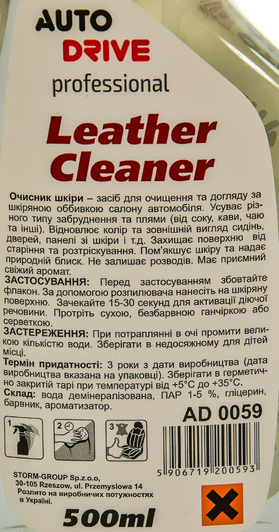 AUTO
DRIVE
professional
Leather
Cleaner
Очисник шкіри – засіб для очищення та догляду за
шкіряною оббивкою салону автомобіля. Усуває різ-
ного типу забруднення та плями (від соку, кави, чаю
та інші). Відновлює колір та зовнішній вигляд сидінь,
дверей, панелі зі шкіри і т.д. Захищає поверхню від
старіння та розтріскування. Пом'якшує шкіру та надає
природній блиск. Не залишає розводів. Має приємний
свіжий аромат.
ЗАСТОСУВАННЯ: Перед застосуванням збовтайте
флакон. За допомогою розпилювача нанесіть на шкіряну
поверхню. Зачекайте 15-30 секунд для активації діючої
речовини. Протріть сухою, безбарвною ганчіркою або
серветкою.
ЗАСТЕРЕЖЕННЯ: При потраплянні в очі промити вели-
кою кількістю води. Зберігати в недосяжному для дітей
місці.
Термін придатності: 3 роки з дати виробництва (дата
виробництва вказана на упаковці). Зберігати в герметич-
но закритій тарі при температурі від +5°C до +35°C.
Склад: вода демінералізована, ПАР 1-5 %, гліцерин,
барвник, ароматизатор.
AD 0059
1
2
3
5 906719 200593
STORM-GROUP Sp.z.o.o,
30-105 Rzeszow, ul. Przemyslowa 14
Розлито на виробничих потужностях
в Україні.
500ml